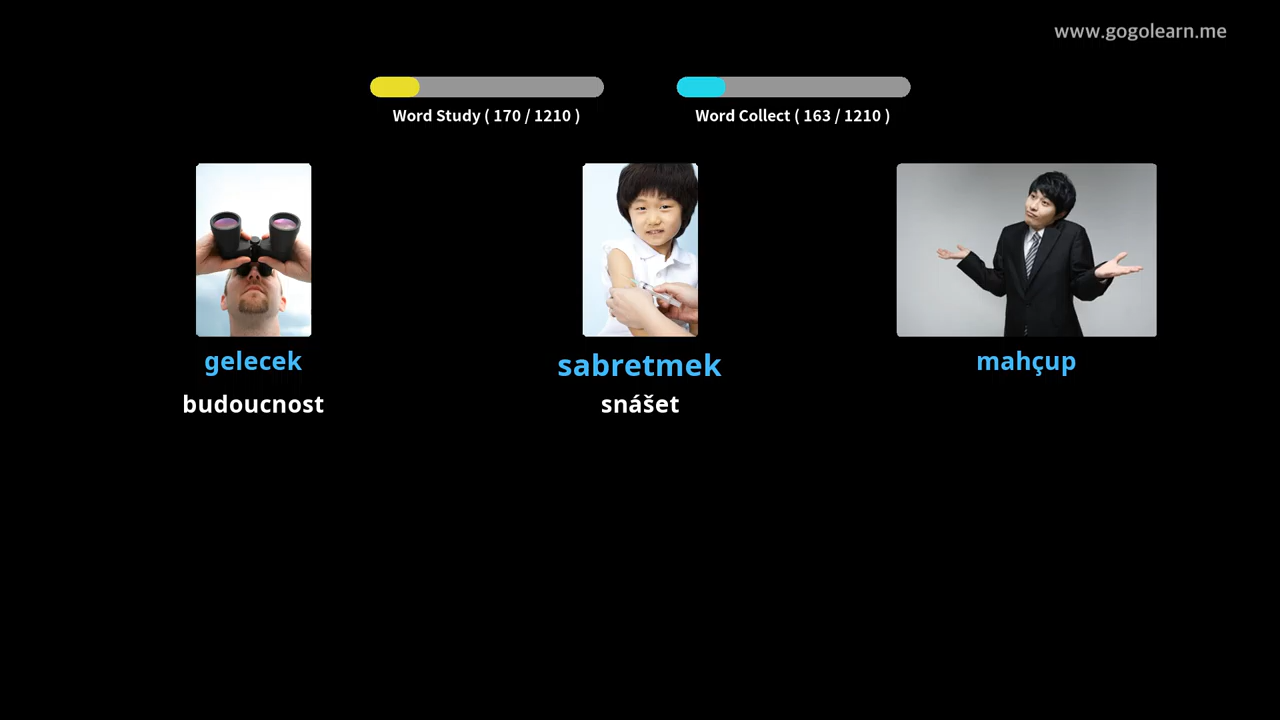 www.gogolearn.me
Word Study ( 170 / 1210 )
Word Collect ( 163 / 1210 )
gelecek
sabretmek
mahçup
budoucnost
snášet